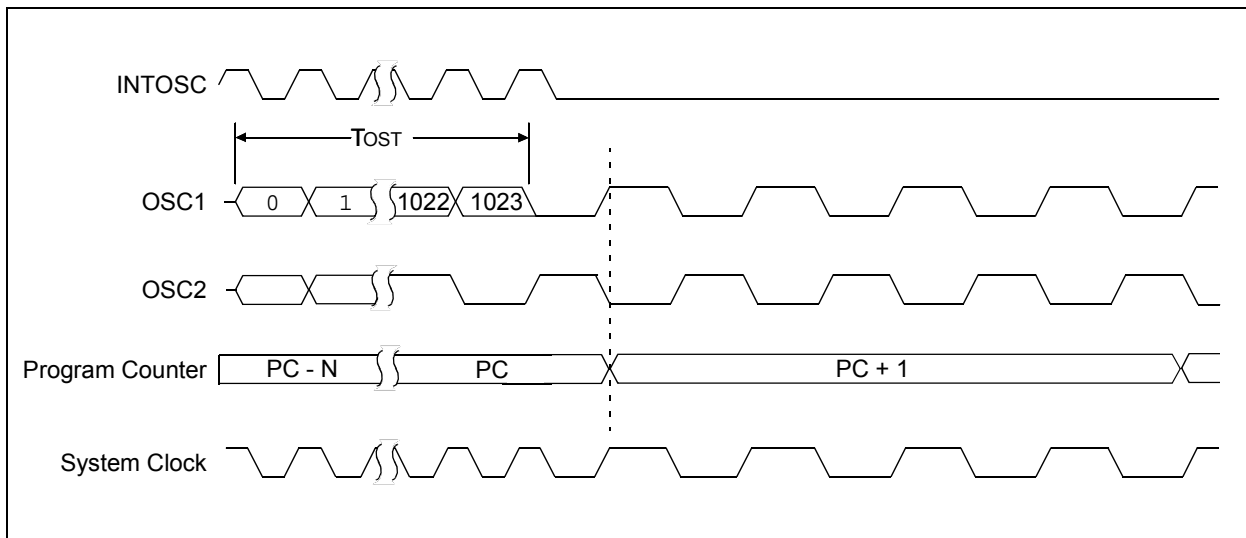 INTOSC
TOST
OSC1
0 1 1022 1023
OSC2
Program Counter
PC - N PC PC + 1
System Clock